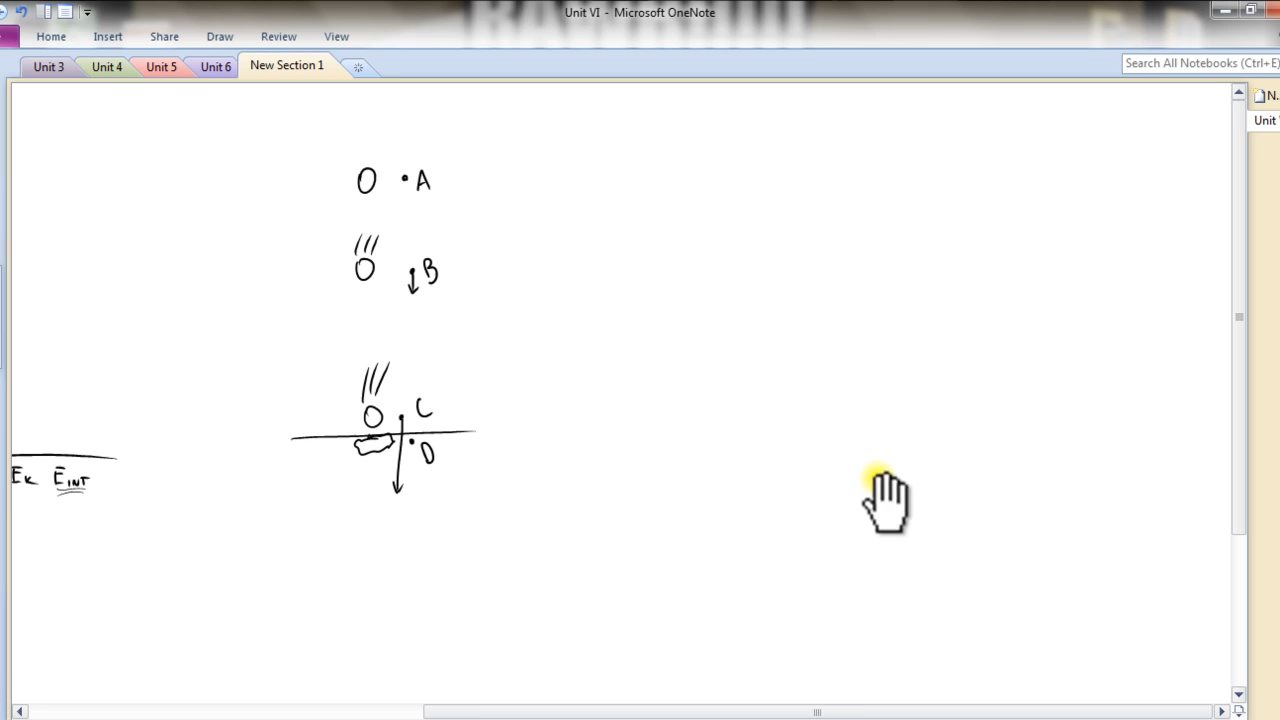 Unit VI - Microsoft OneNote
Home Insert Share Draw Review View
Unit 3 Unit 4 Unit 5 Unit 6 New Section 1
Search All Notebooks (Ctrl+E)
N.
Unit
O • A
O B
O C
D
Ek EINT